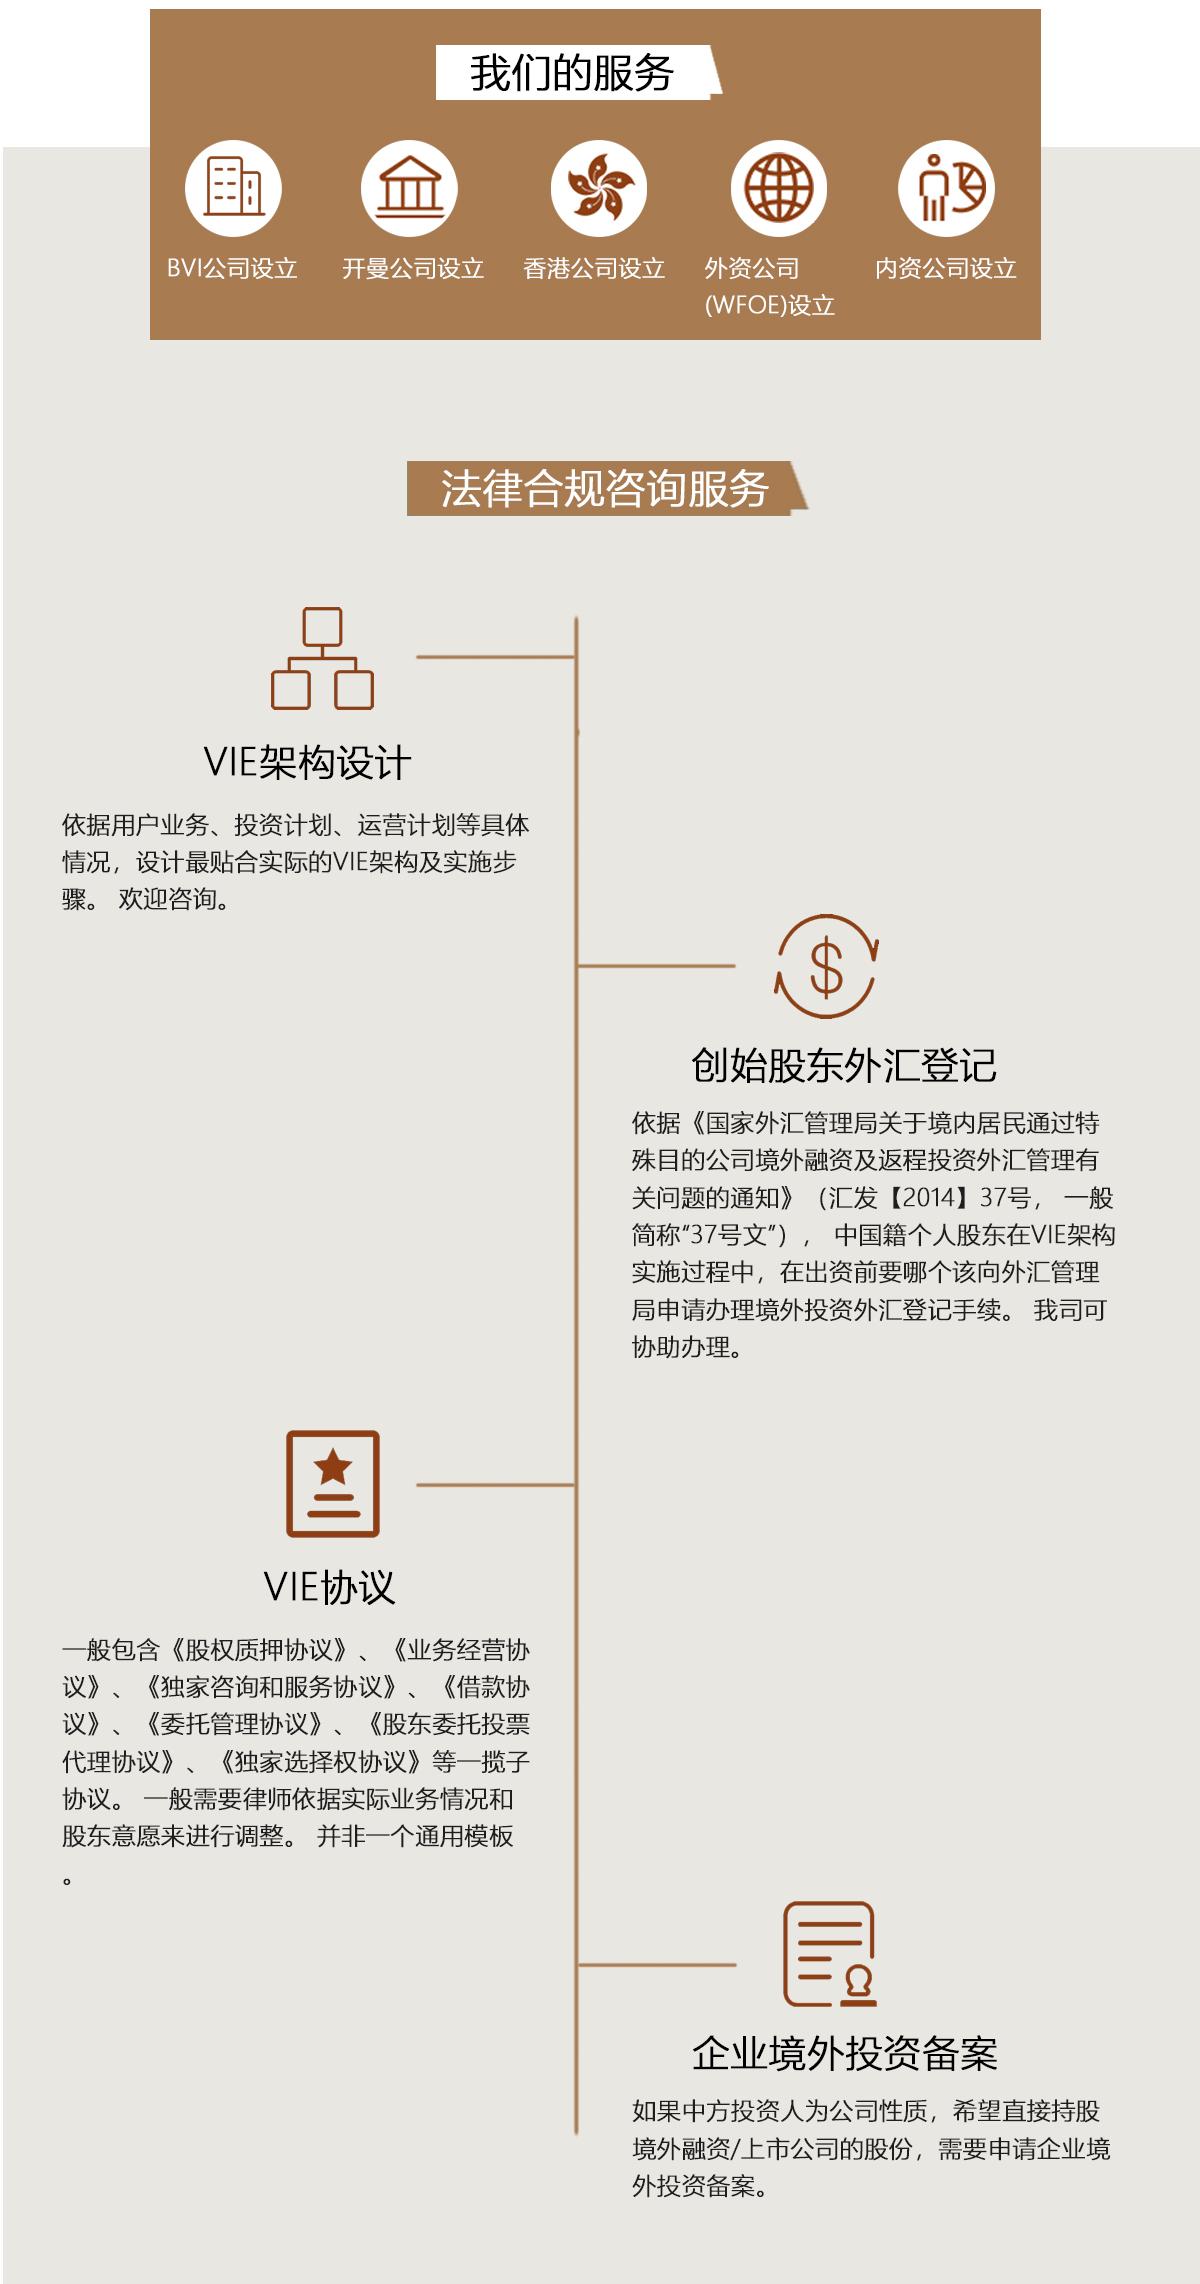 我们的服务
BVI公司设立
开曼公司设立
香港公司设立
外资公司
(WFOE)设立
内资公司设立
法律合规咨询服务
VIE架构设计
依据用户业务、投资计划、运营计划等具体
情况，设计最贴合实际的VIE架构及实施步
骤。 欢迎咨询。
创始股东外汇登记
依据《国家外汇管理局关于境内居民通过特
殊目的公司境外融资及返程投资外汇管理有
关问题的通知》（汇发【2014】37号， 一般
简称“37号文”）， 中国籍个人股东在VIE架构
实施过程中，在出资前要哪个该向外汇管理
局申请办理境外投资外汇登记手续。 我司可
协助办理。
VIE协议
一般包含《股权质押协议》、《业务经营协
议》、《独家咨询和服务协议》、《借款协
议》、《委托管理协议》、《股东委托投票
代理协议》、《独家选择权协议》等一揽子
协议。 一般需要律师依据实际业务情况和
股东意愿来进行调整。 并非一个通用模板
。
企业境外投资备案
如果中方投资人为公司性质，希望直接持股
境外融资/上市公司的股份，需要申请企业境
外投资备案。